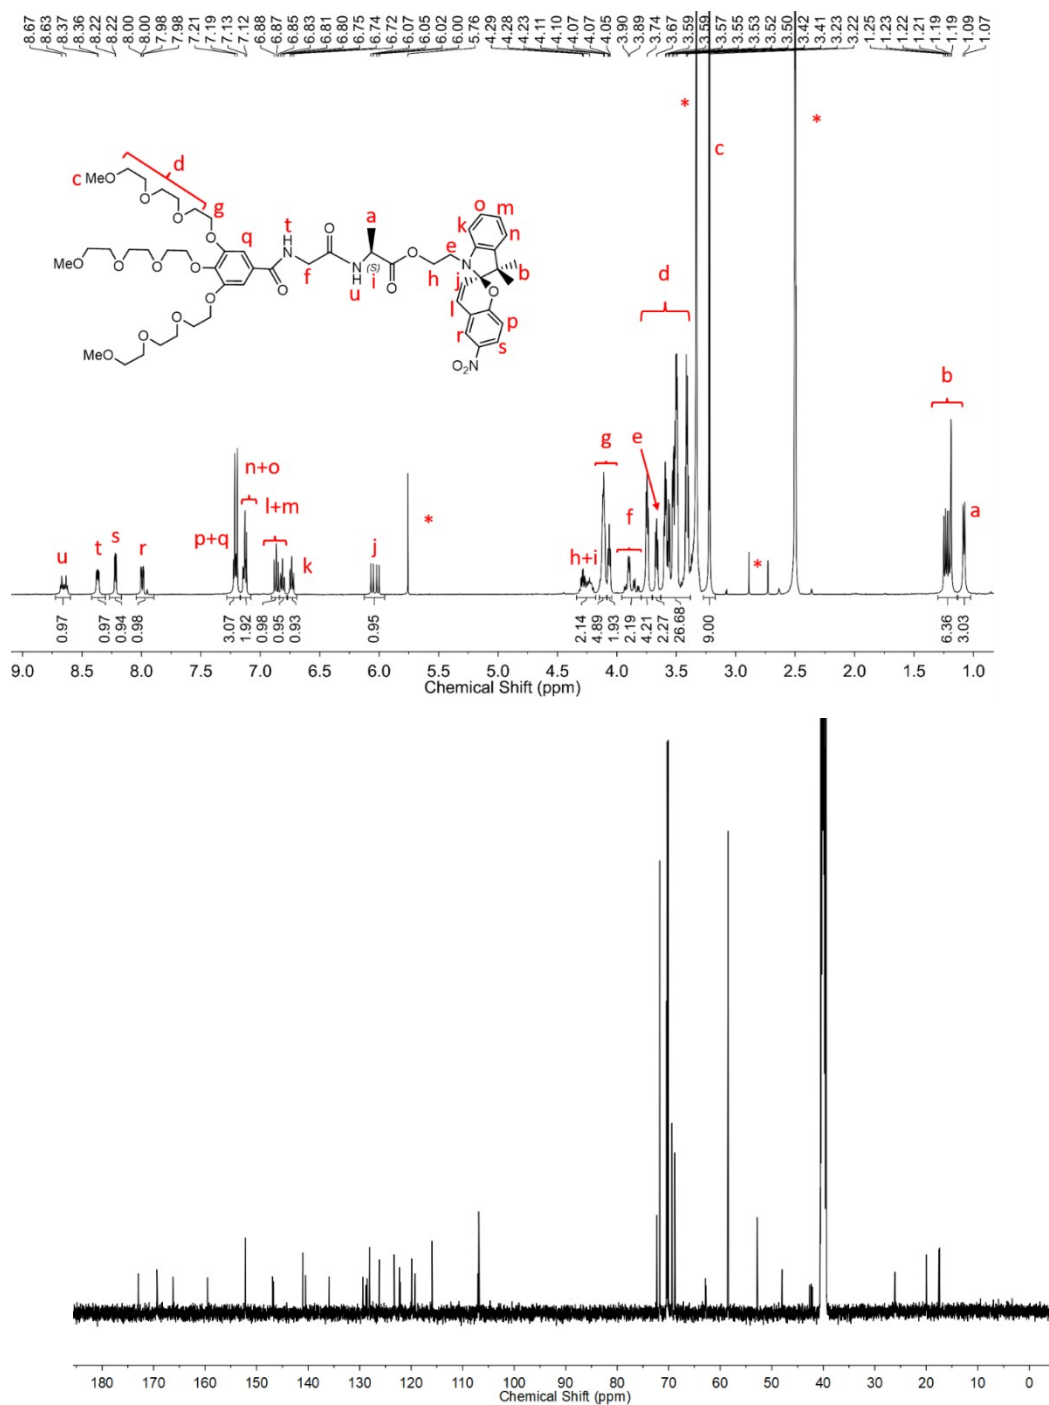 8.67 8.63 8.37 8.36 8.22 8.22 8.00 8.00 7.98 7.98 7.21 7.19 7.13 7.12 6.88 6.87 6.85 6.83 6.81 6.80 6.75 6.74 6.72 6.07 6.05 6.02 6.00 5.76 4.29 4.28 4.23 4.11 4.10 4.07 4.07 4.05 3.90 3.89 3.74 3.67 3.59 3.59 3.57 3.55 3.53 3.52 3.50 3.42 3.41 3.23 3.22 1.25 1.23 1.22 1.21 1.19 1.19 1.09 1.07
* *
d
c
c MeO
O
O
g
O
o m
t
a
k n
q
H
N
O
e
MeO O O O O
N
H
O
N
b
f
u
i
(S)
h
j
O
l
p
r
s
MeO
O₂N
d
b
g
e
n+o
l+m
a
f
u t s r
p+q
k
j
*
h+i
*
0.97 0.97 0.94 0.98 3.07 1.92 0.98 0.95 0.93 0.95 2.14 4.89 1.93 2.19 4.21 2.27 26.68 9.00 6.36 3.03
9.0 8.5 8.0 7.5 7.0 6.5 6.0 5.5 5.0 4.5 4.0 3.5 3.0 2.5 2.0 1.5 1.0
Chemical Shift (ppm)
180 170 160 150 140 130 120 110 100 90 80 70 60 50 40 30 20 10 0
Chemical Shift (ppm)